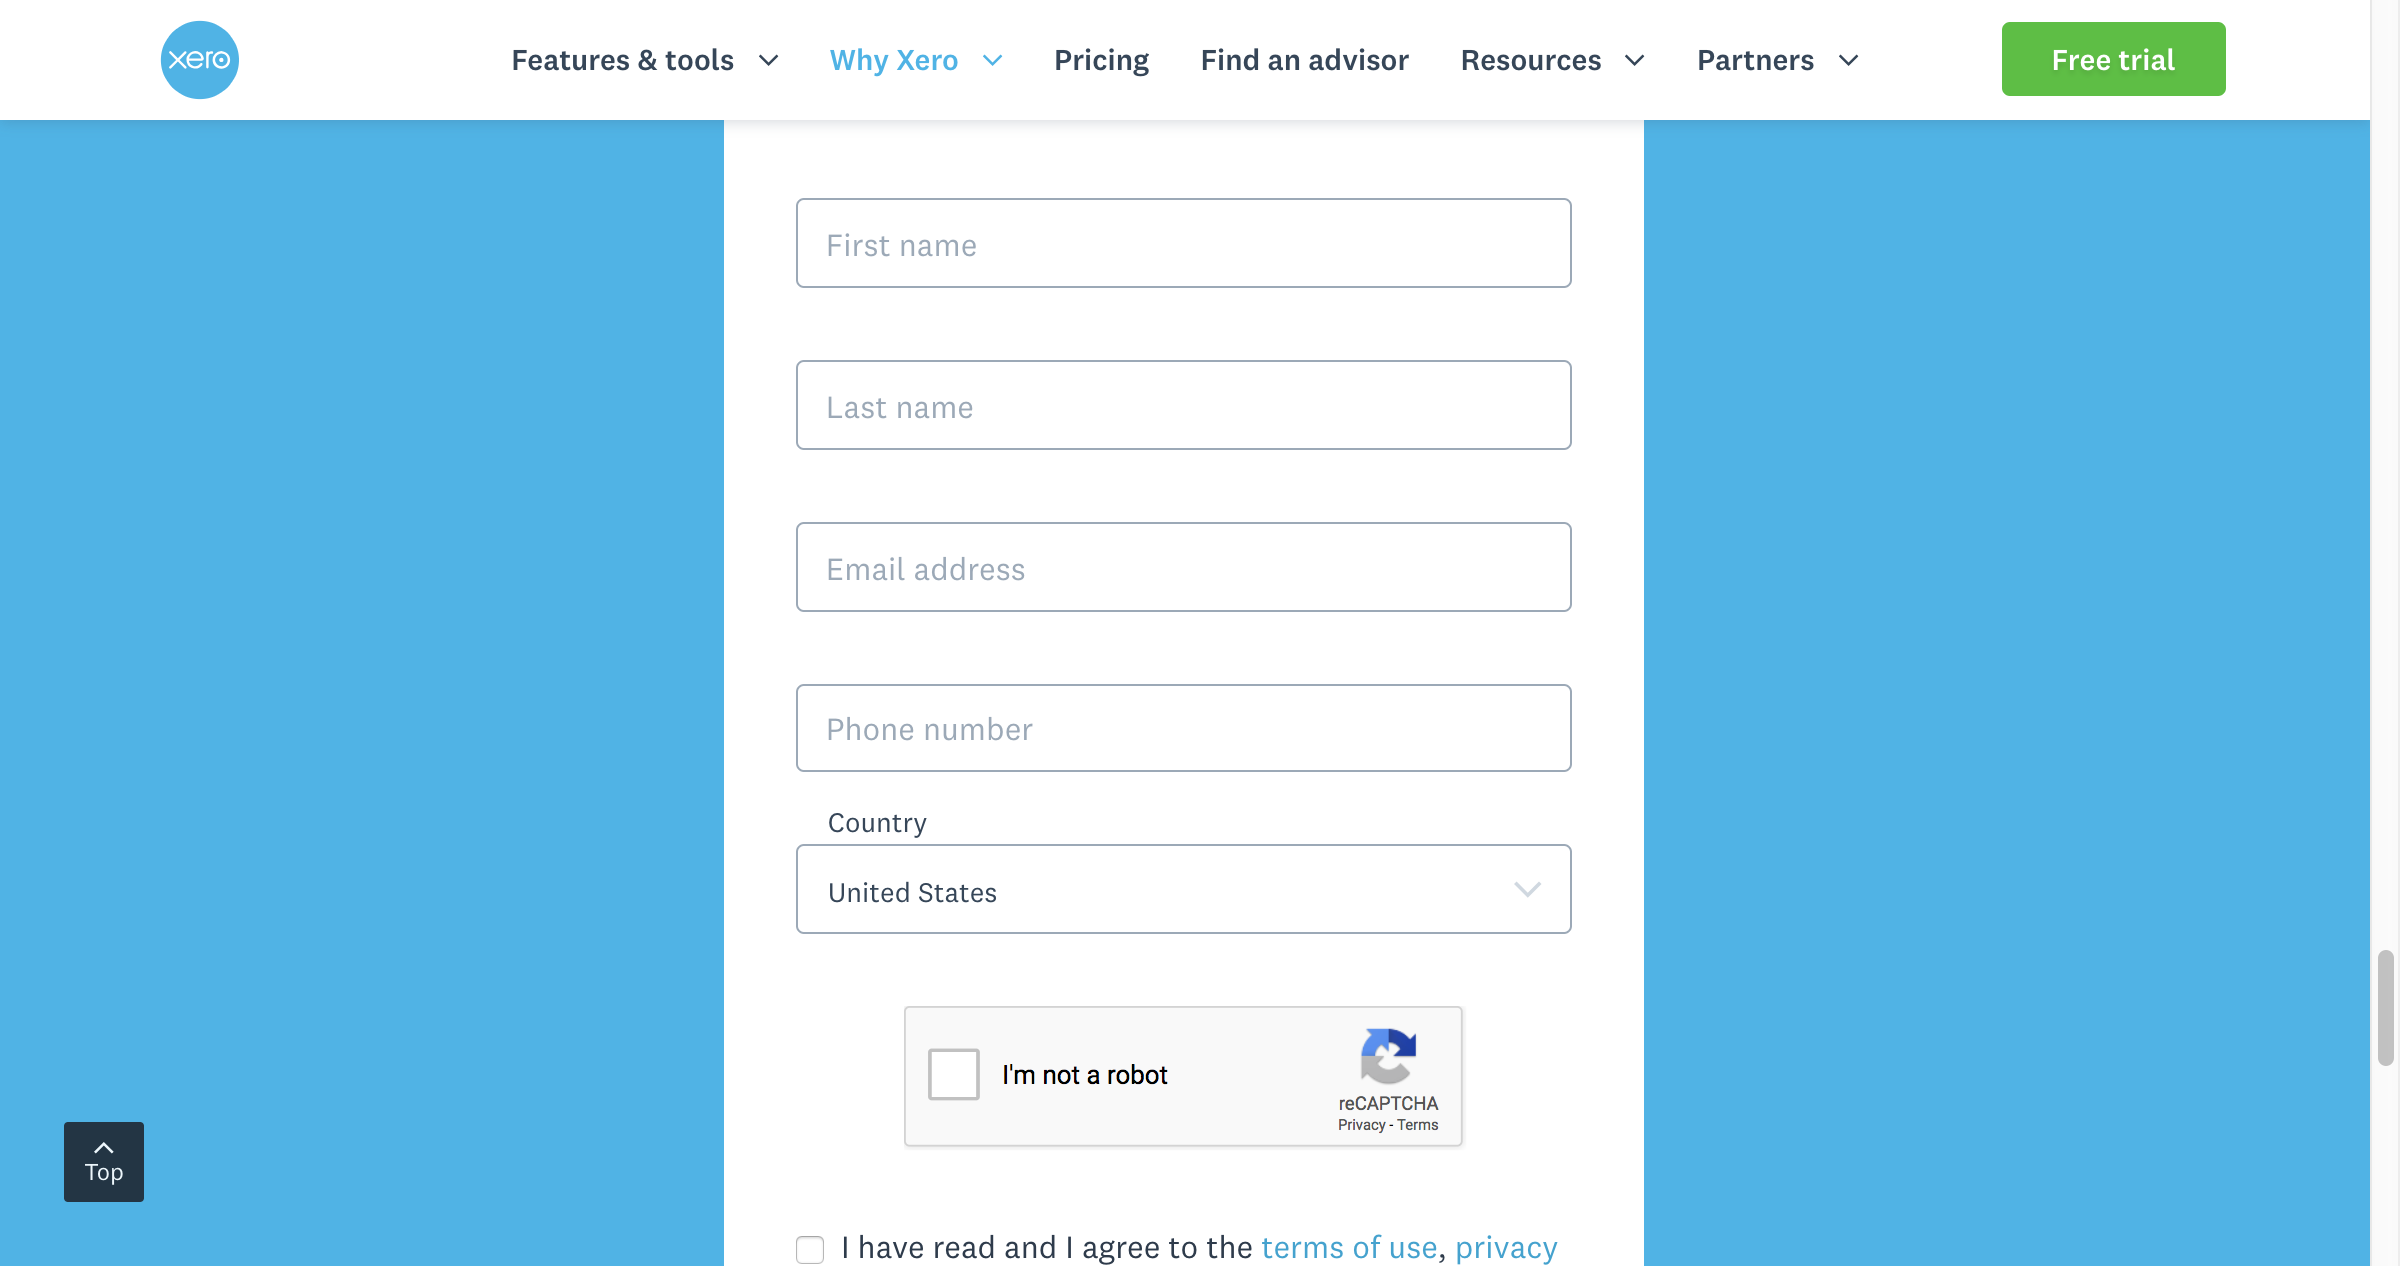 xero
Features & tools
Why Xero
Pricing
Find an advisor
Resources
Partners
Free trial
First name
Last name
Email address
Phone number
Country
United States
I'm not a robot
reCAPTCHA
Privacy - Terms
Top
I have read and I agree to the terms of use, privacy